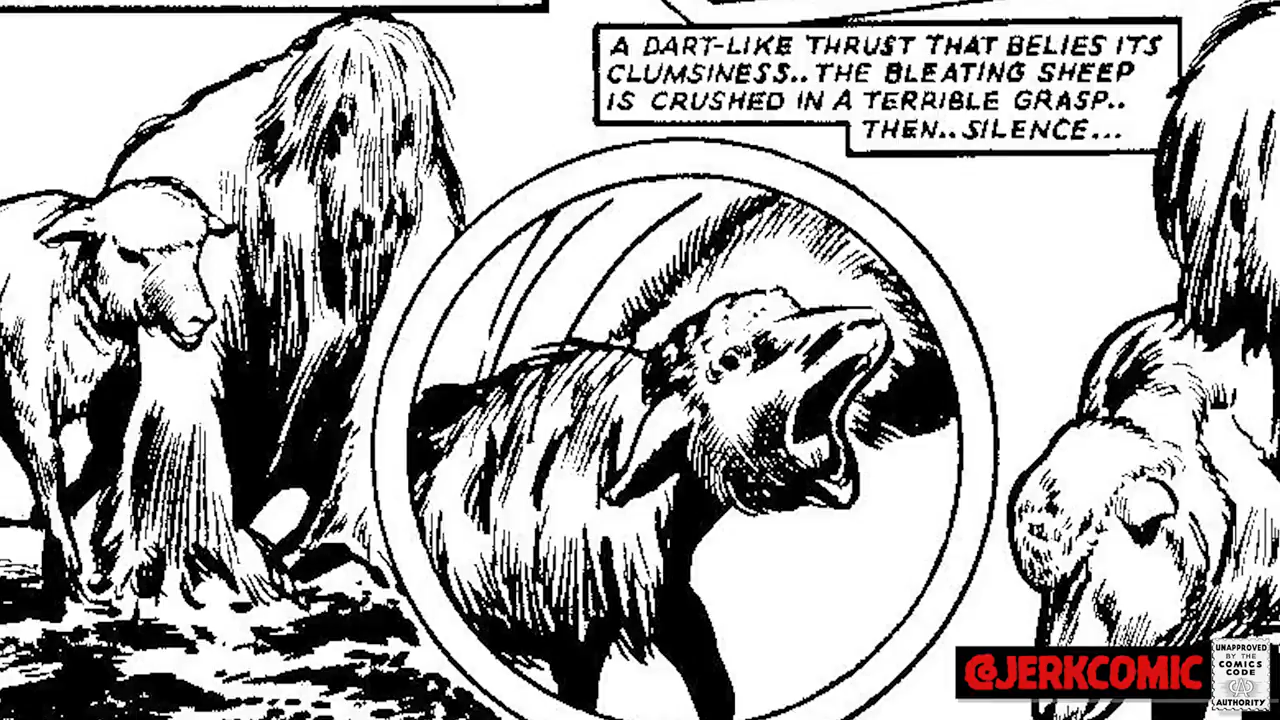 A DART-LIKE THRUST THAT BELIES ITS
CLUMSINESS.. THE BLEATING SHEEP
IS CRUSHED IN A TERRIBLE GRASP..
THEN.. SILENCE...
@JERKCOMIC
UNAPPROVED
BY THE
COMICS
CODE
CA
AUTHORITY